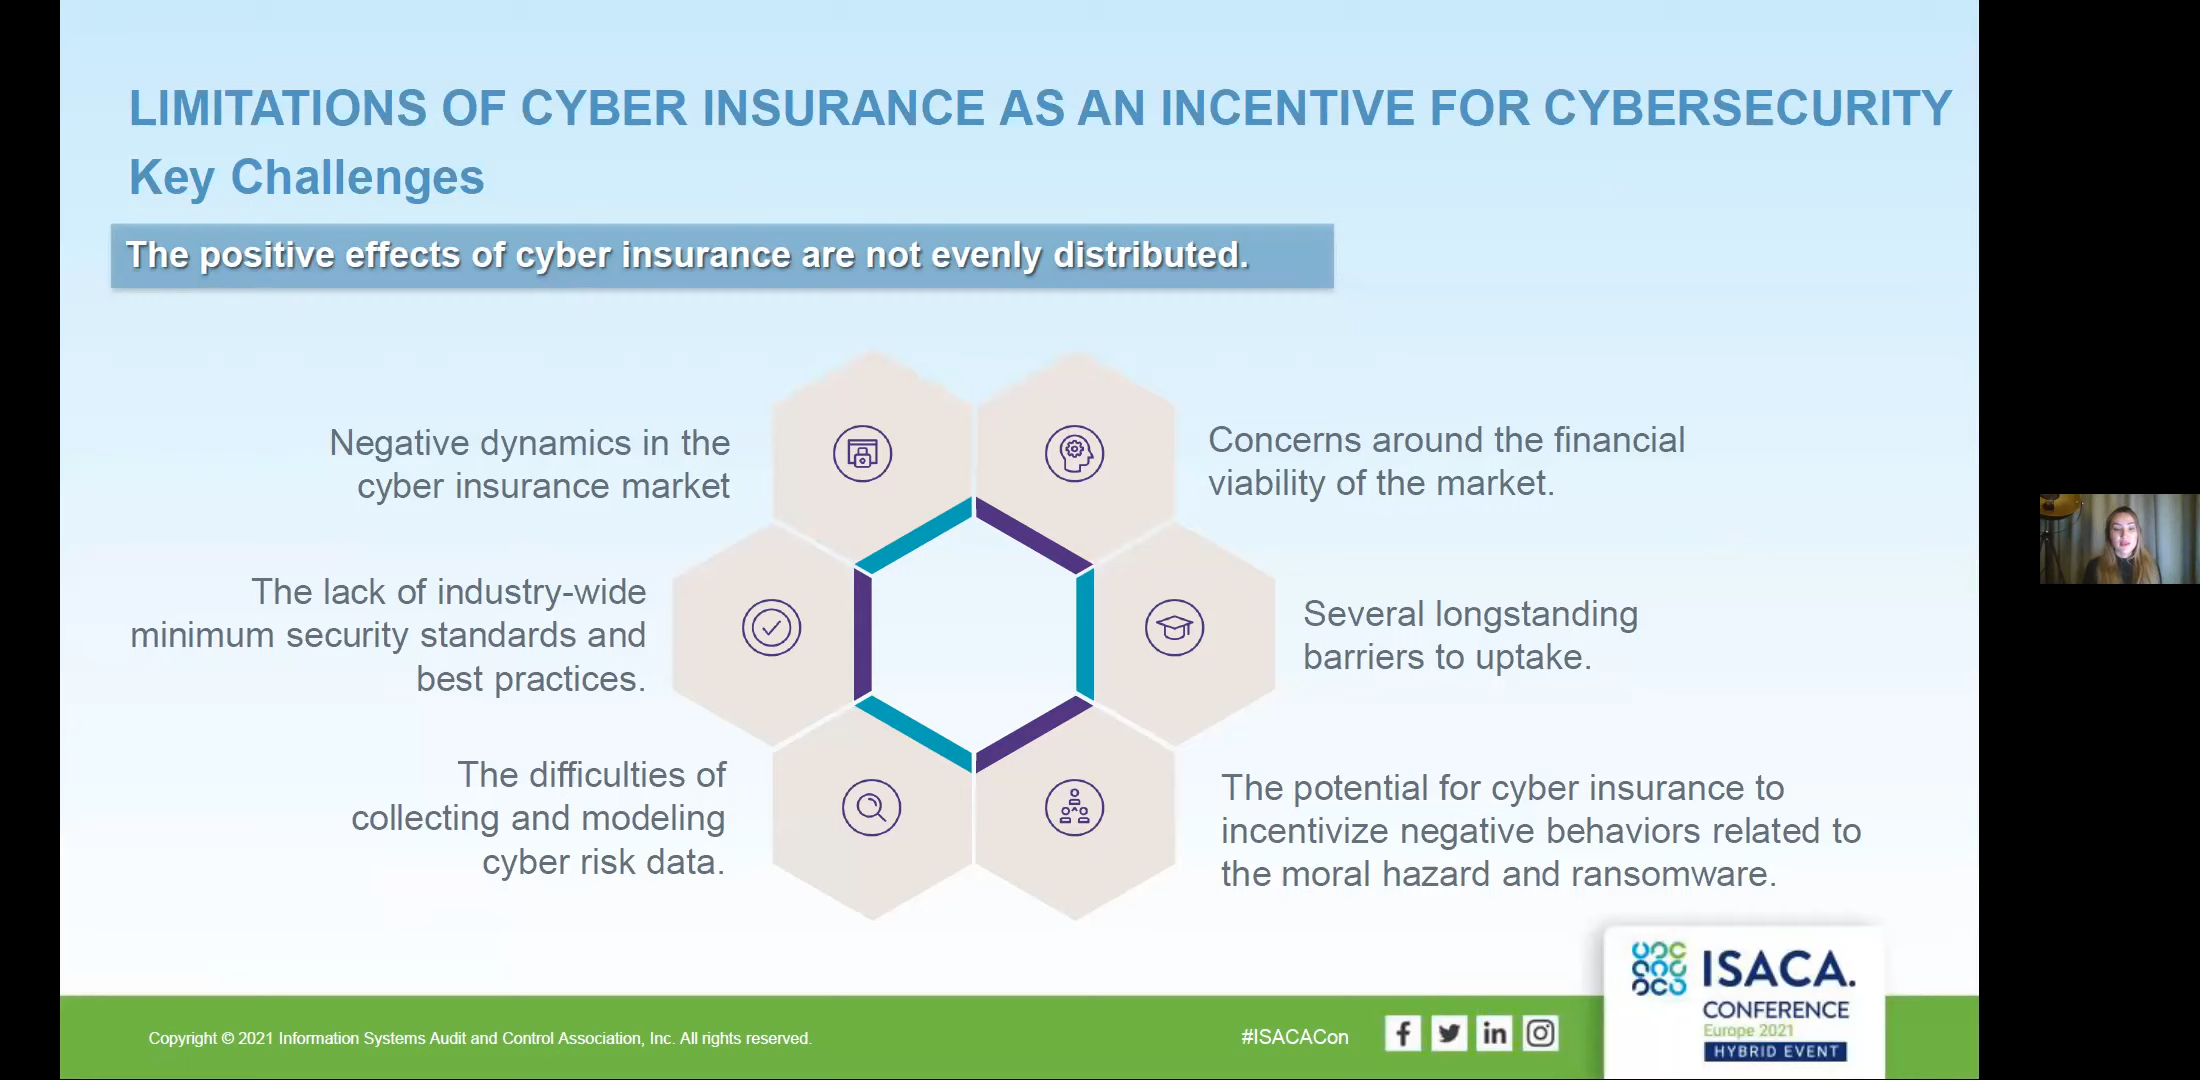 LIMITATIONS OF CYBER INSURANCE AS AN INCENTIVE FOR CYBERSECURITY
Key Challenges
The positive effects of cyber insurance are not evenly distributed.
Negative dynamics in the
cyber insurance market
Concerns around the financial
viability of the market.
The lack of industry-wide
minimum security standards and
best practices.
Several longstanding
barriers to uptake.
The difficulties of
collecting and modeling
cyber risk data.
The potential for cyber insurance to
incentivize negative behaviors related to
the moral hazard and ransomware.
Copyright © 2021 Information Systems Audit and Control Association, Inc. All rights reserved.
#ISACACon
ISACA.
CONFERENCE
Europe 2021
HYBRID EVENT